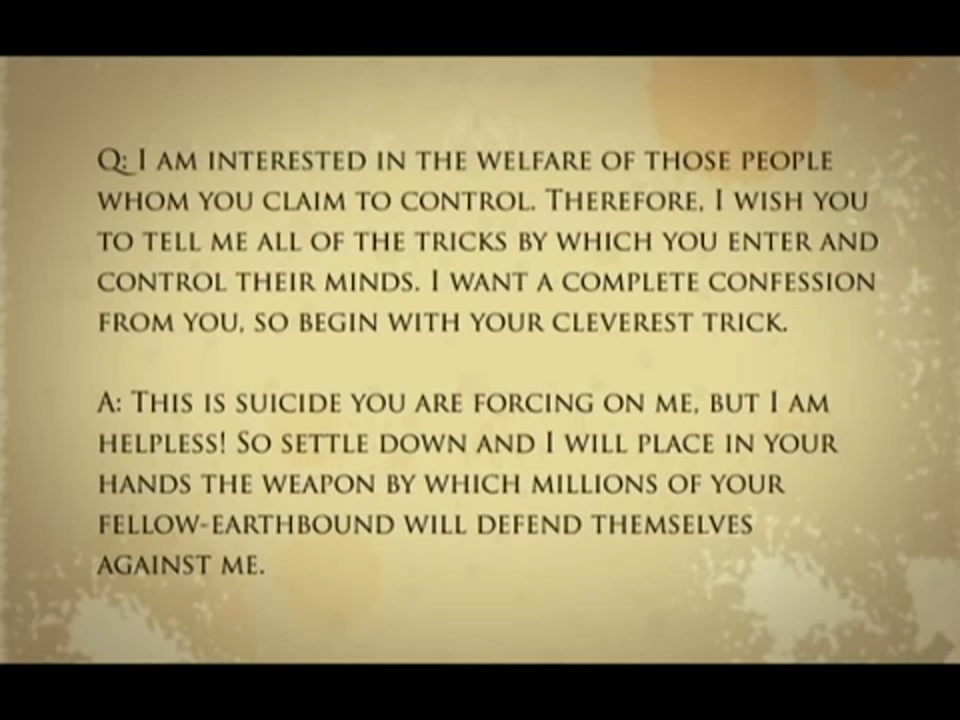 Q: I AM INTERESTED IN THE WELFARE OF THOSE PEOPLE
WHOM YOU CLAIM TO CONTROL. THEREFORE, I WISH YOU
TO TELL ME ALL OF THE TRICKS BY WHICH YOU ENTER AND
CONTROL THEIR MINDS. I WANT A COMPLETE CONFESSION
FROM YOU, SO BEGIN WITH YOUR CLEVEREST TRICK.
A: THIS IS SUICIDE YOU ARE FORCING ON ME, BUT I AM
HELPLESS! SO SETTLE DOWN AND I WILL PLACE IN YOUR
HANDS THE WEAPON BY WHICH MILLIONS OF YOUR
FELLOW-EARTHBOUND WILL DEFEND THEMSELVES
AGAINST ME.